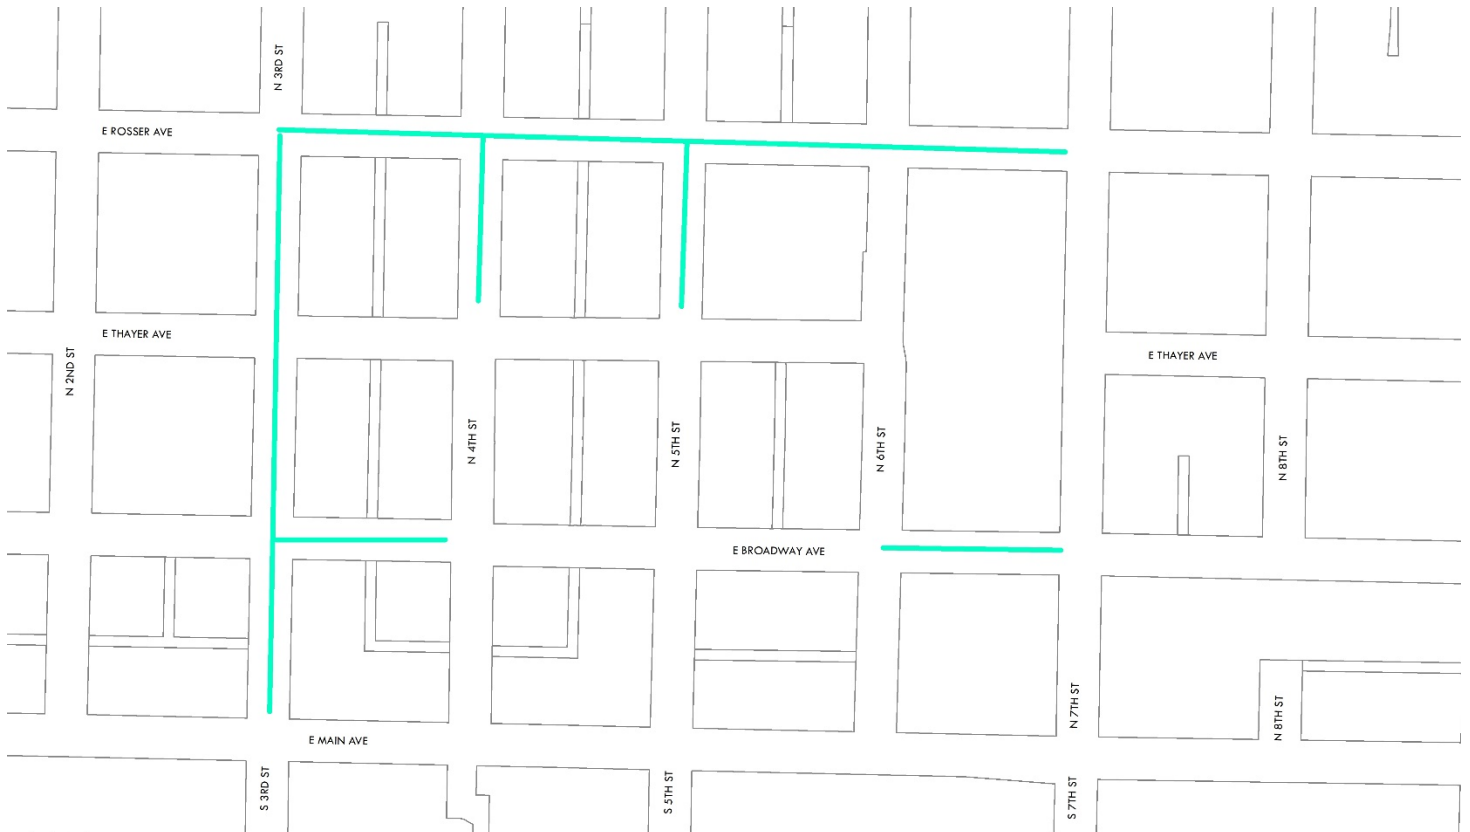 N 3RD ST
E ROSSER AVE
E THAYER AVE
E THAYER AVE
N 2ND ST
N 4TH ST
N 5TH ST
N 6TH ST
N 8TH ST
E BROADWAY AVE
N 7TH ST
N 8TH ST
E MAIN AVE
S 3RD ST
S 5TH ST
S 7TH ST